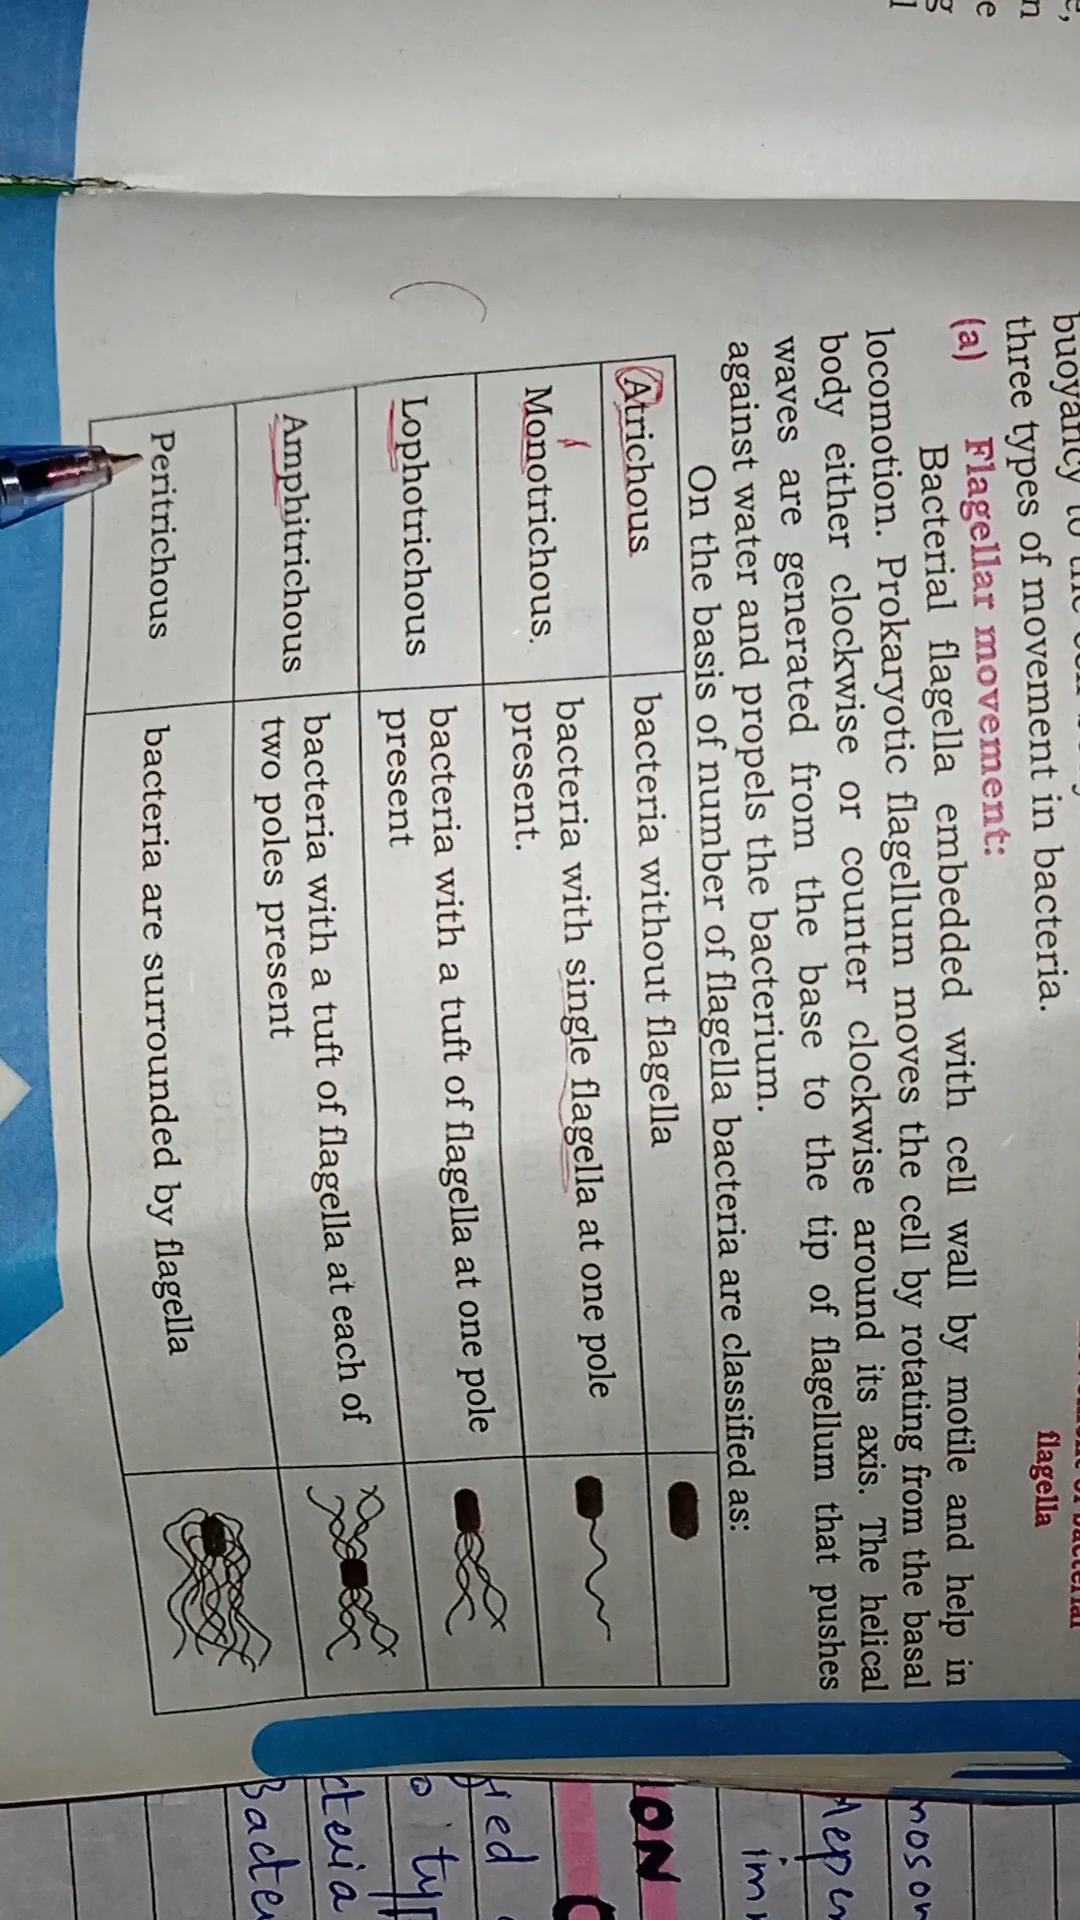 three types of movement in bacteria.
flagella
(a) Flagellar movement:
Bacterial flagella embedded with cell wall by motile and help in
locomotion. Prokaryotic flagellum moves the cell by rotating from the basal
body either clockwise or counter clockwise around its axis. The helical
waves are generated from the base to the tip of flagellum that pushes
against water and propels the bacterium.
On the basis of number of flagella bacteria are classified as:
Atrichous bacteria without flagella
Monotrichous. bacteria with single flagella at one pole
present.
Lophotrichous bacteria with a tuft of flagella at one pole
present
Amphitrichous bacteria with a tuft of flagella at each of
two poles present
Peritrichous bacteria are surrounded by flagella